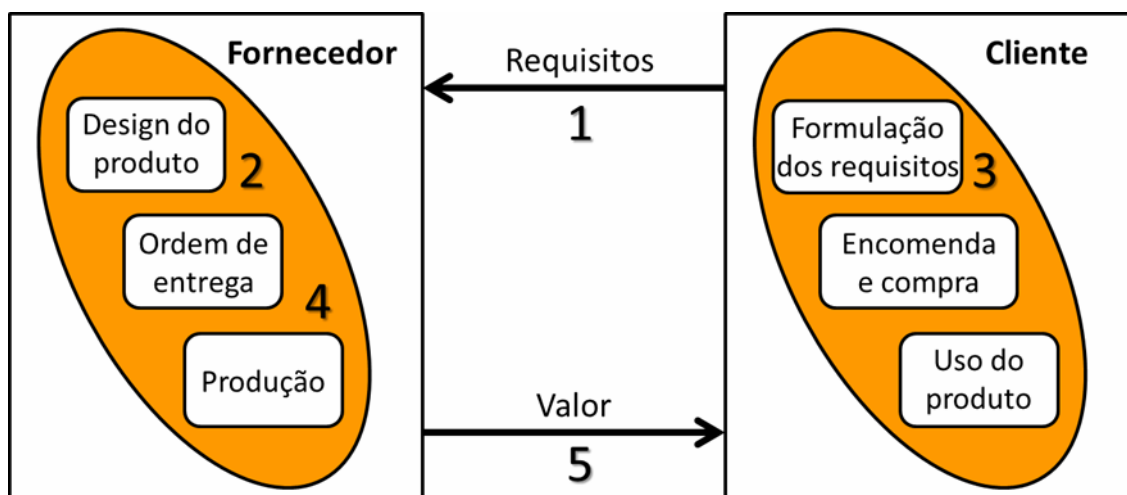 Fornecedor
Design do
produto
2
Ordem de
entrega
4
Produção
Requisitos
1
Valor
5
Cliente
Formulação
dos requisitos
3
Encomenda
e compra
Uso do
produto